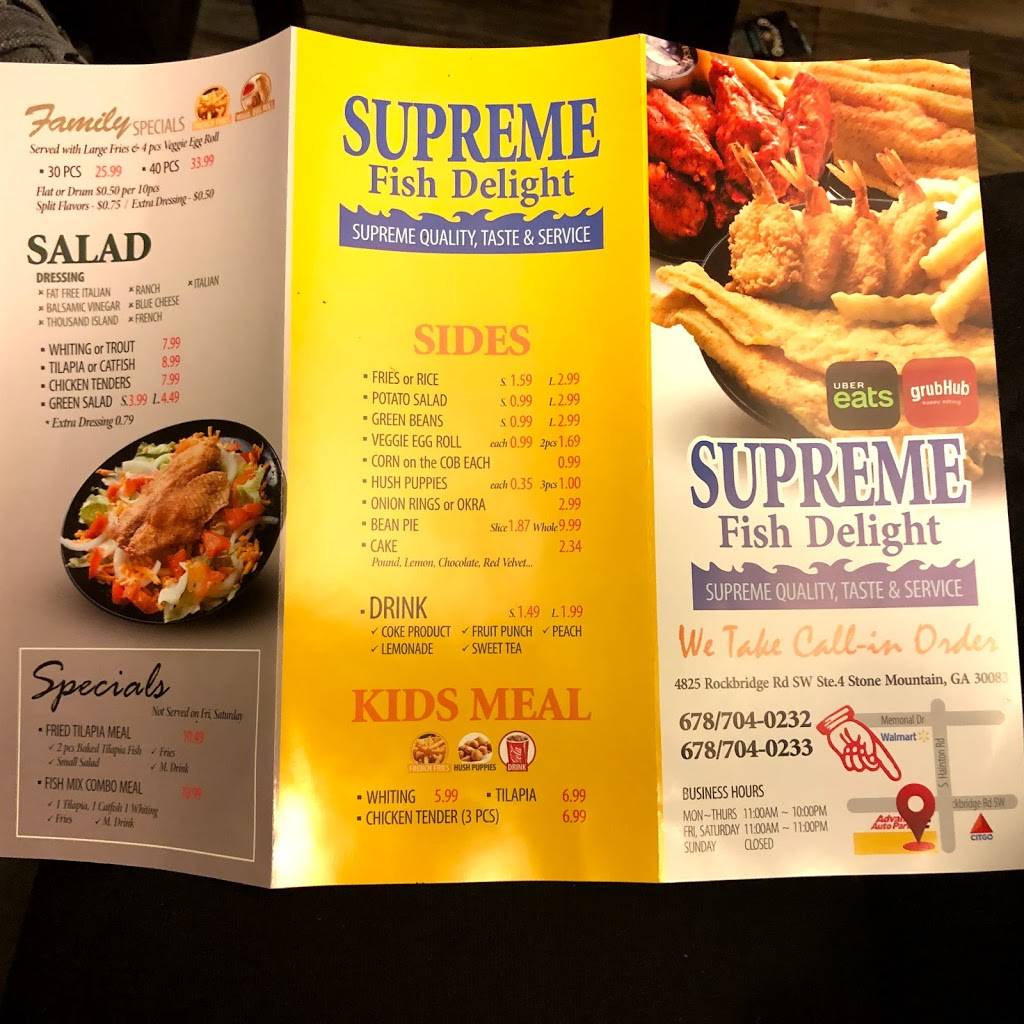 Family SPECIALS
Served with Large Fries & 4 pcs Veggie Egg Roll
▪ 30 PCS 25.99 ▪ 40 PCS 33.99
Flat or Drum $0.50 per 10pcs
Split Flavors - $0.75 / Extra Dressing - $0.50
SALAD
DRESSING
× FAT FREE ITALIAN × RANCH × ITALIAN
× BALSAMIC VINEGAR × BLUE CHEESE
× THOUSAND ISLAND × FRENCH
▪ WHITING or TROUT 7.99
▪ TILAPIA or CATFISH 8.99
▪ CHICKEN TENDERS 7.99
▪ GREEN SALAD S.3.99 L.4.49
* Extra Dressing 0.79
Specials
Not Served on Fri, Saturday
▪ FRIED TILAPIA MEAL 10.49
✓ 2 pcs Baked Tilapia Fish ✓ Fries
✓ Small Salad ✓ M. Drink
▪ FISH MIX COMBO MEAL
✓ 1 Tilapia, 1 Catfish 1 Whiting
✓ Fries ✓ M. Drink
SUPREME
Fish Delight
SUPREME QUALITY, TASTE & SERVICE
SIDES
▪ FRIES or RICE S. 1.59 L. 2.99
▪ POTATO SALAD S. 0.99 L. 2.99
▪ GREEN BEANS S. 0.99 L. 2.99
▪ VEGGIE EGG ROLL each 0.99 2pcs 1.69
▪ CORN on the COB EACH 0.99
▪ HUSH PUPPIES each 0.35 3pcs 1.00
▪ ONION RINGS or OKRA 2.99
▪ BEAN PIE Slice 1.87 Whole 9.99
▪ CAKE 2.34
Pound, Lemon, Chocolate, Red Velvet...
▪ DRINK S. 1.49 L. 1.99
✓ COKE PRODUCT ✓ FRUIT PUNCH ✓ PEACH
✓ LEMONADE ✓ SWEET TEA
KIDS MEAL
FRENCH FRIES HUSH PUPPIES DRINK
▪ WHITING 5.99 ▪ TILAPIA 6.99
▪ CHICKEN TENDER (3 PCS) 6.99
UBER
eats
grubHub
happy eating
SUPREME
Fish Delight
SUPREME QUALITY, TASTE & SERVICE
We Take Call-in Order
4825 Rockbridge Rd SW Ste.4 Stone Mountain, GA 30083
678/704-0232
678/704-0233
Memorial Dr
Walmart
S. Hairston Rd
ckbridge Rd SW
Advan
Auto Par
CITGO
BUSINESS HOURS
MON~THURS 11:00AM ~ 10:00PM
FRI, SATURDAY 11:00AM ~ 11:00PM
SUNDAY CLOSED